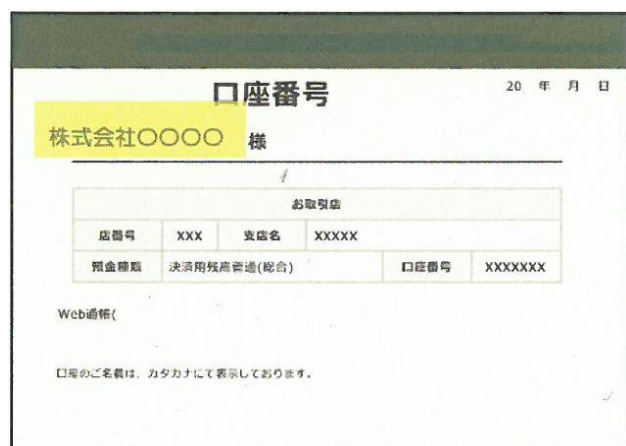 口座番号
20 年 月 日
株式会社〇〇〇〇 様
お取引店
店番号 XXX 支店名 XXXXX
預金種類 決済用残高普通(総合) 口座番号 XXXXXXX
Web通帳(
口座のご名義は、カタカナにて表示しております。